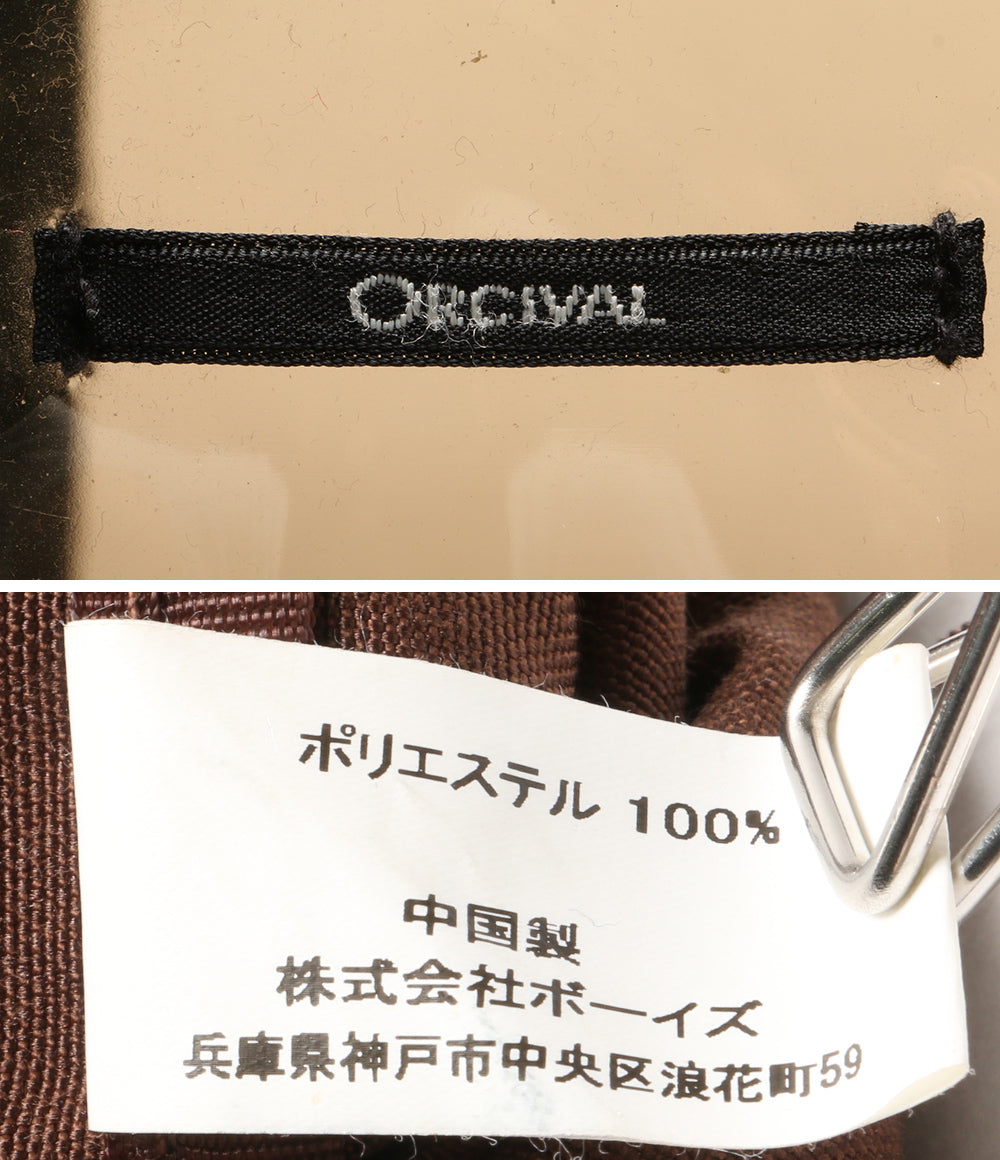 ORCIVAL
ポリエステル 100%
中国製
株式会社ボーイズ
兵庫県神戸市中央区浪花町59